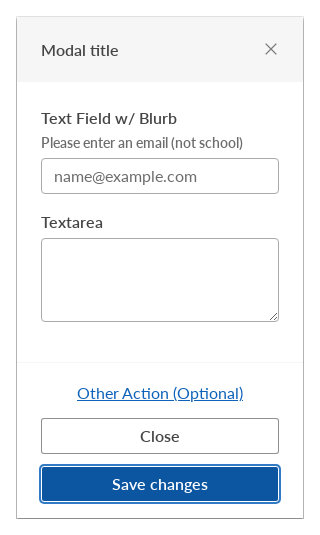 Modal title
Text Field w/ Blurb
Please enter an email (not school)
name@example.com
Textarea
Other Action (Optional)
Close
Save changes